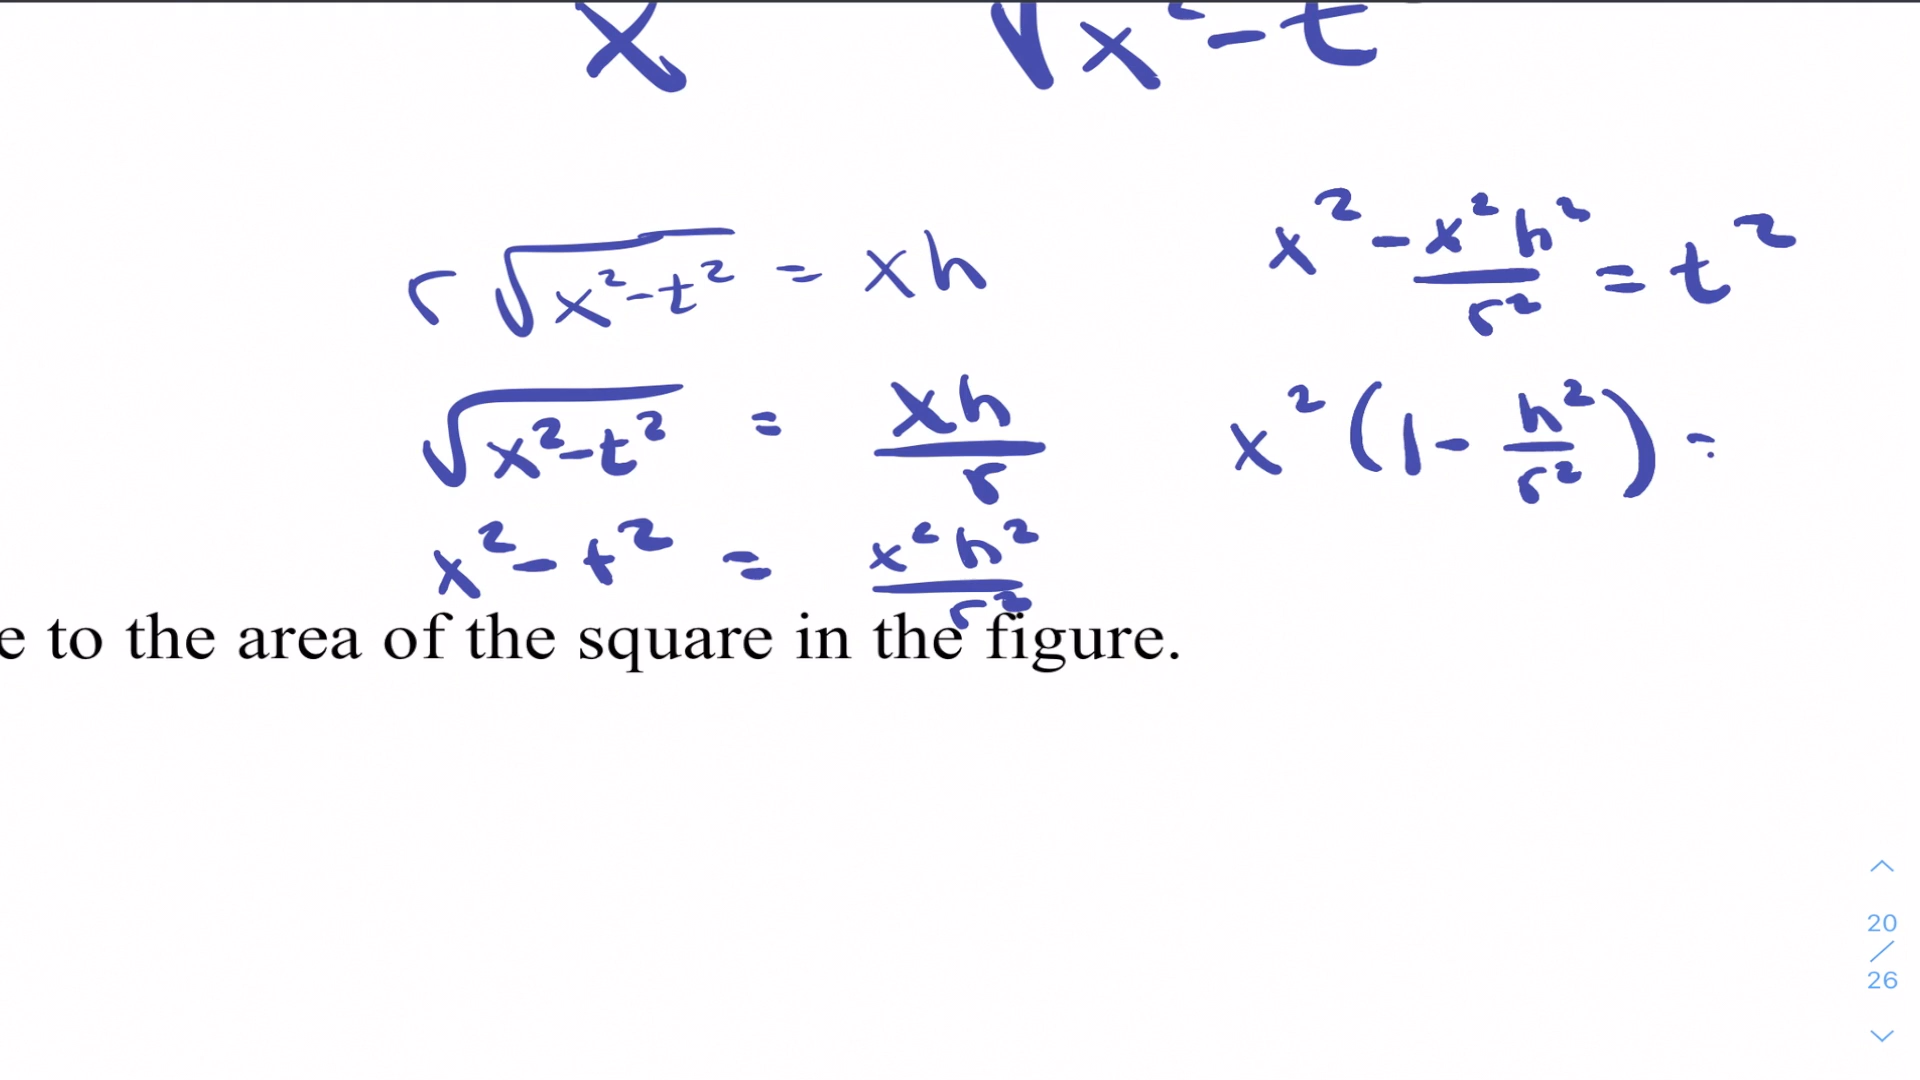 x √x²-t
r √x²-t² = xh
√x²-t² = xh/r
x²-t² = x²h²/r²
x² - x²h²/r² = t²
x² (1 - h²/r²) =
e to the area of the square in the figure.
20
/
26